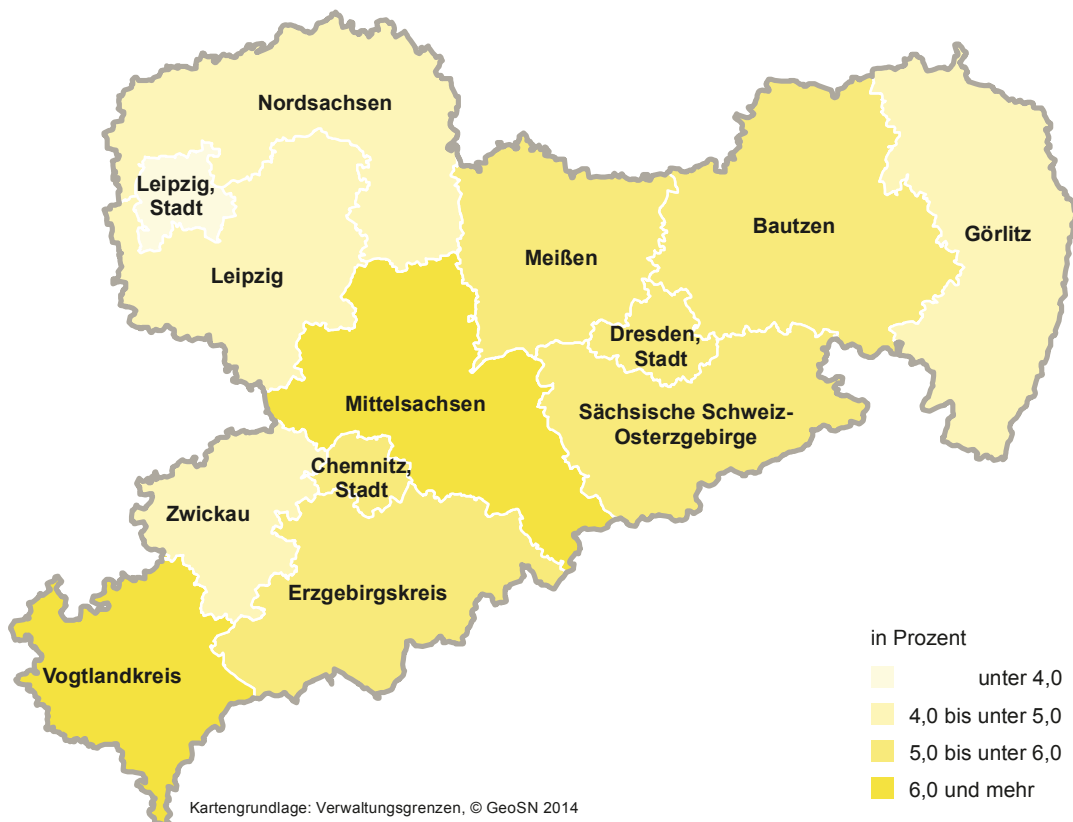 Nordsachsen
Leipzig,
Stadt
Leipzig
Meißen
Bautzen
Görlitz
Dresden,
Stadt
Mittelsachsen
Sächsische Schweiz-
Osterzgebirge
Chemnitz,
Stadt
Zwickau
Erzgebirgskreis
Vogtlandkreis
in Prozent
unter 4,0
4,0 bis unter 5,0
5,0 bis unter 6,0
6,0 und mehr
Kartengrundlage: Verwaltungsgrenzen, © GeoSN 2014